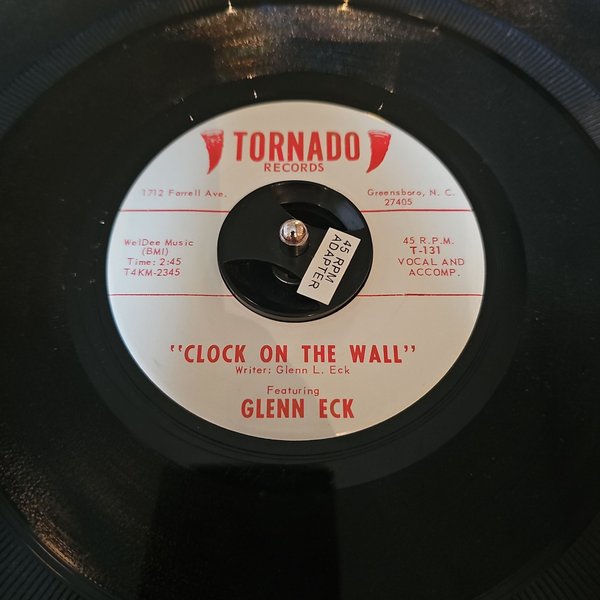 TORNADO
RECORDS
1712 Farrell Ave.
Greensboro, N. C.
27405
WelDee Music
(BMI)
Time: 2:45
T4KM-2345
45 RPM
ADAPTER
45 R.P.M.
T-131
VOCAL AND
ACCOMP.
"CLOCK ON THE WALL"
Writer: Glenn L. Eck
Featuring
GLENN ECK